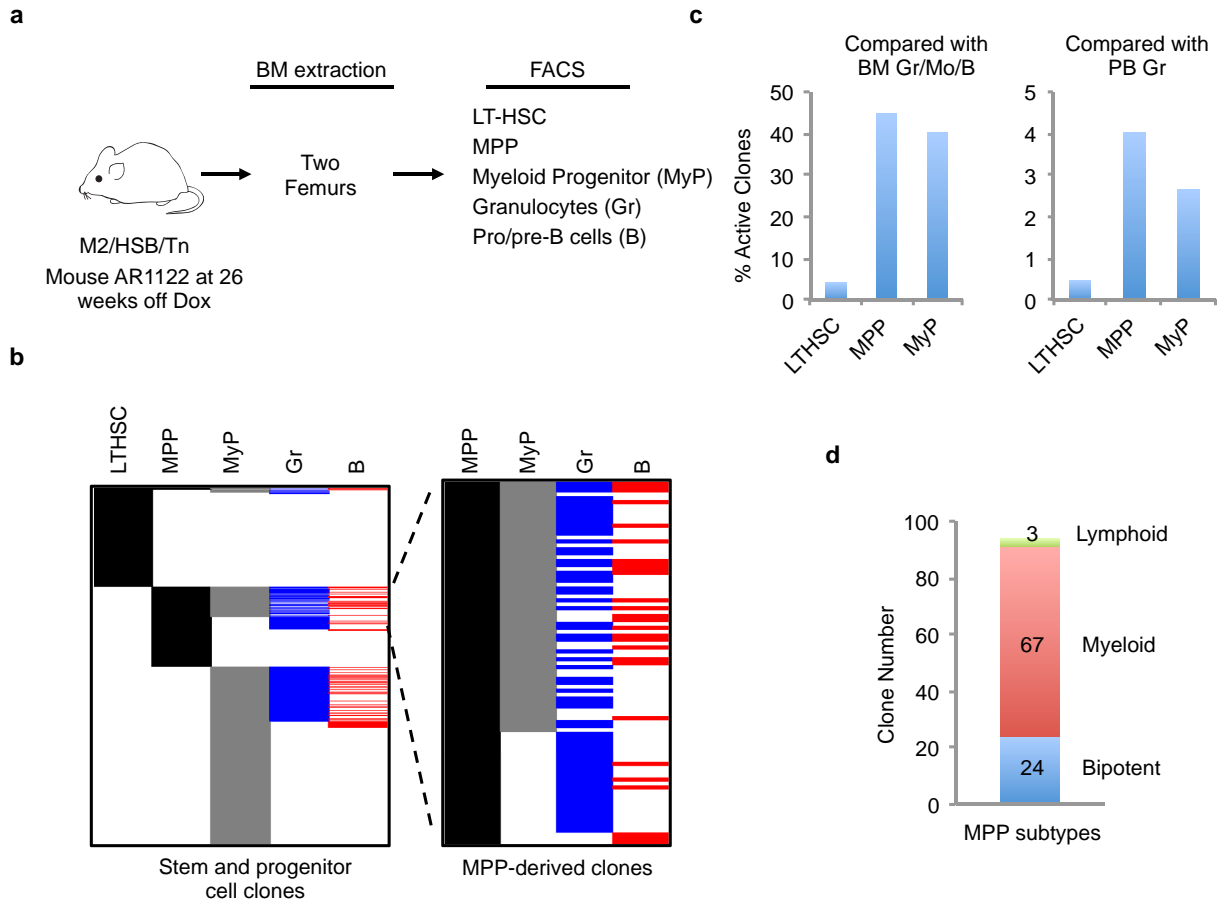 a
BM extraction
FACS
Two
Femurs
LT-HSC
MPP
Myeloid Progenitor (MyP)
Granulocytes (Gr)
Pro/pre-B cells (B)
M2/HSB/Tn
Mouse AR1122 at 26
weeks off Dox
b
LTHSC
MPP
MyP
Gr
B
Stem and progenitor
cell clones
MPP
MyP
Gr
B
MPP-derived clones
c
Compared with
BM Gr/Mo/B
% Active Clones
50
40
30
20
10
0
LTHSC
MPP
MyP
Compared with
PB Gr
5
4
3
2
1
0
LTHSC
MPP
MyP
d
Clone Number
100
80
60
40
20
0
3
Lymphoid
67
Myeloid
24
Bipotent
MPP subtypes